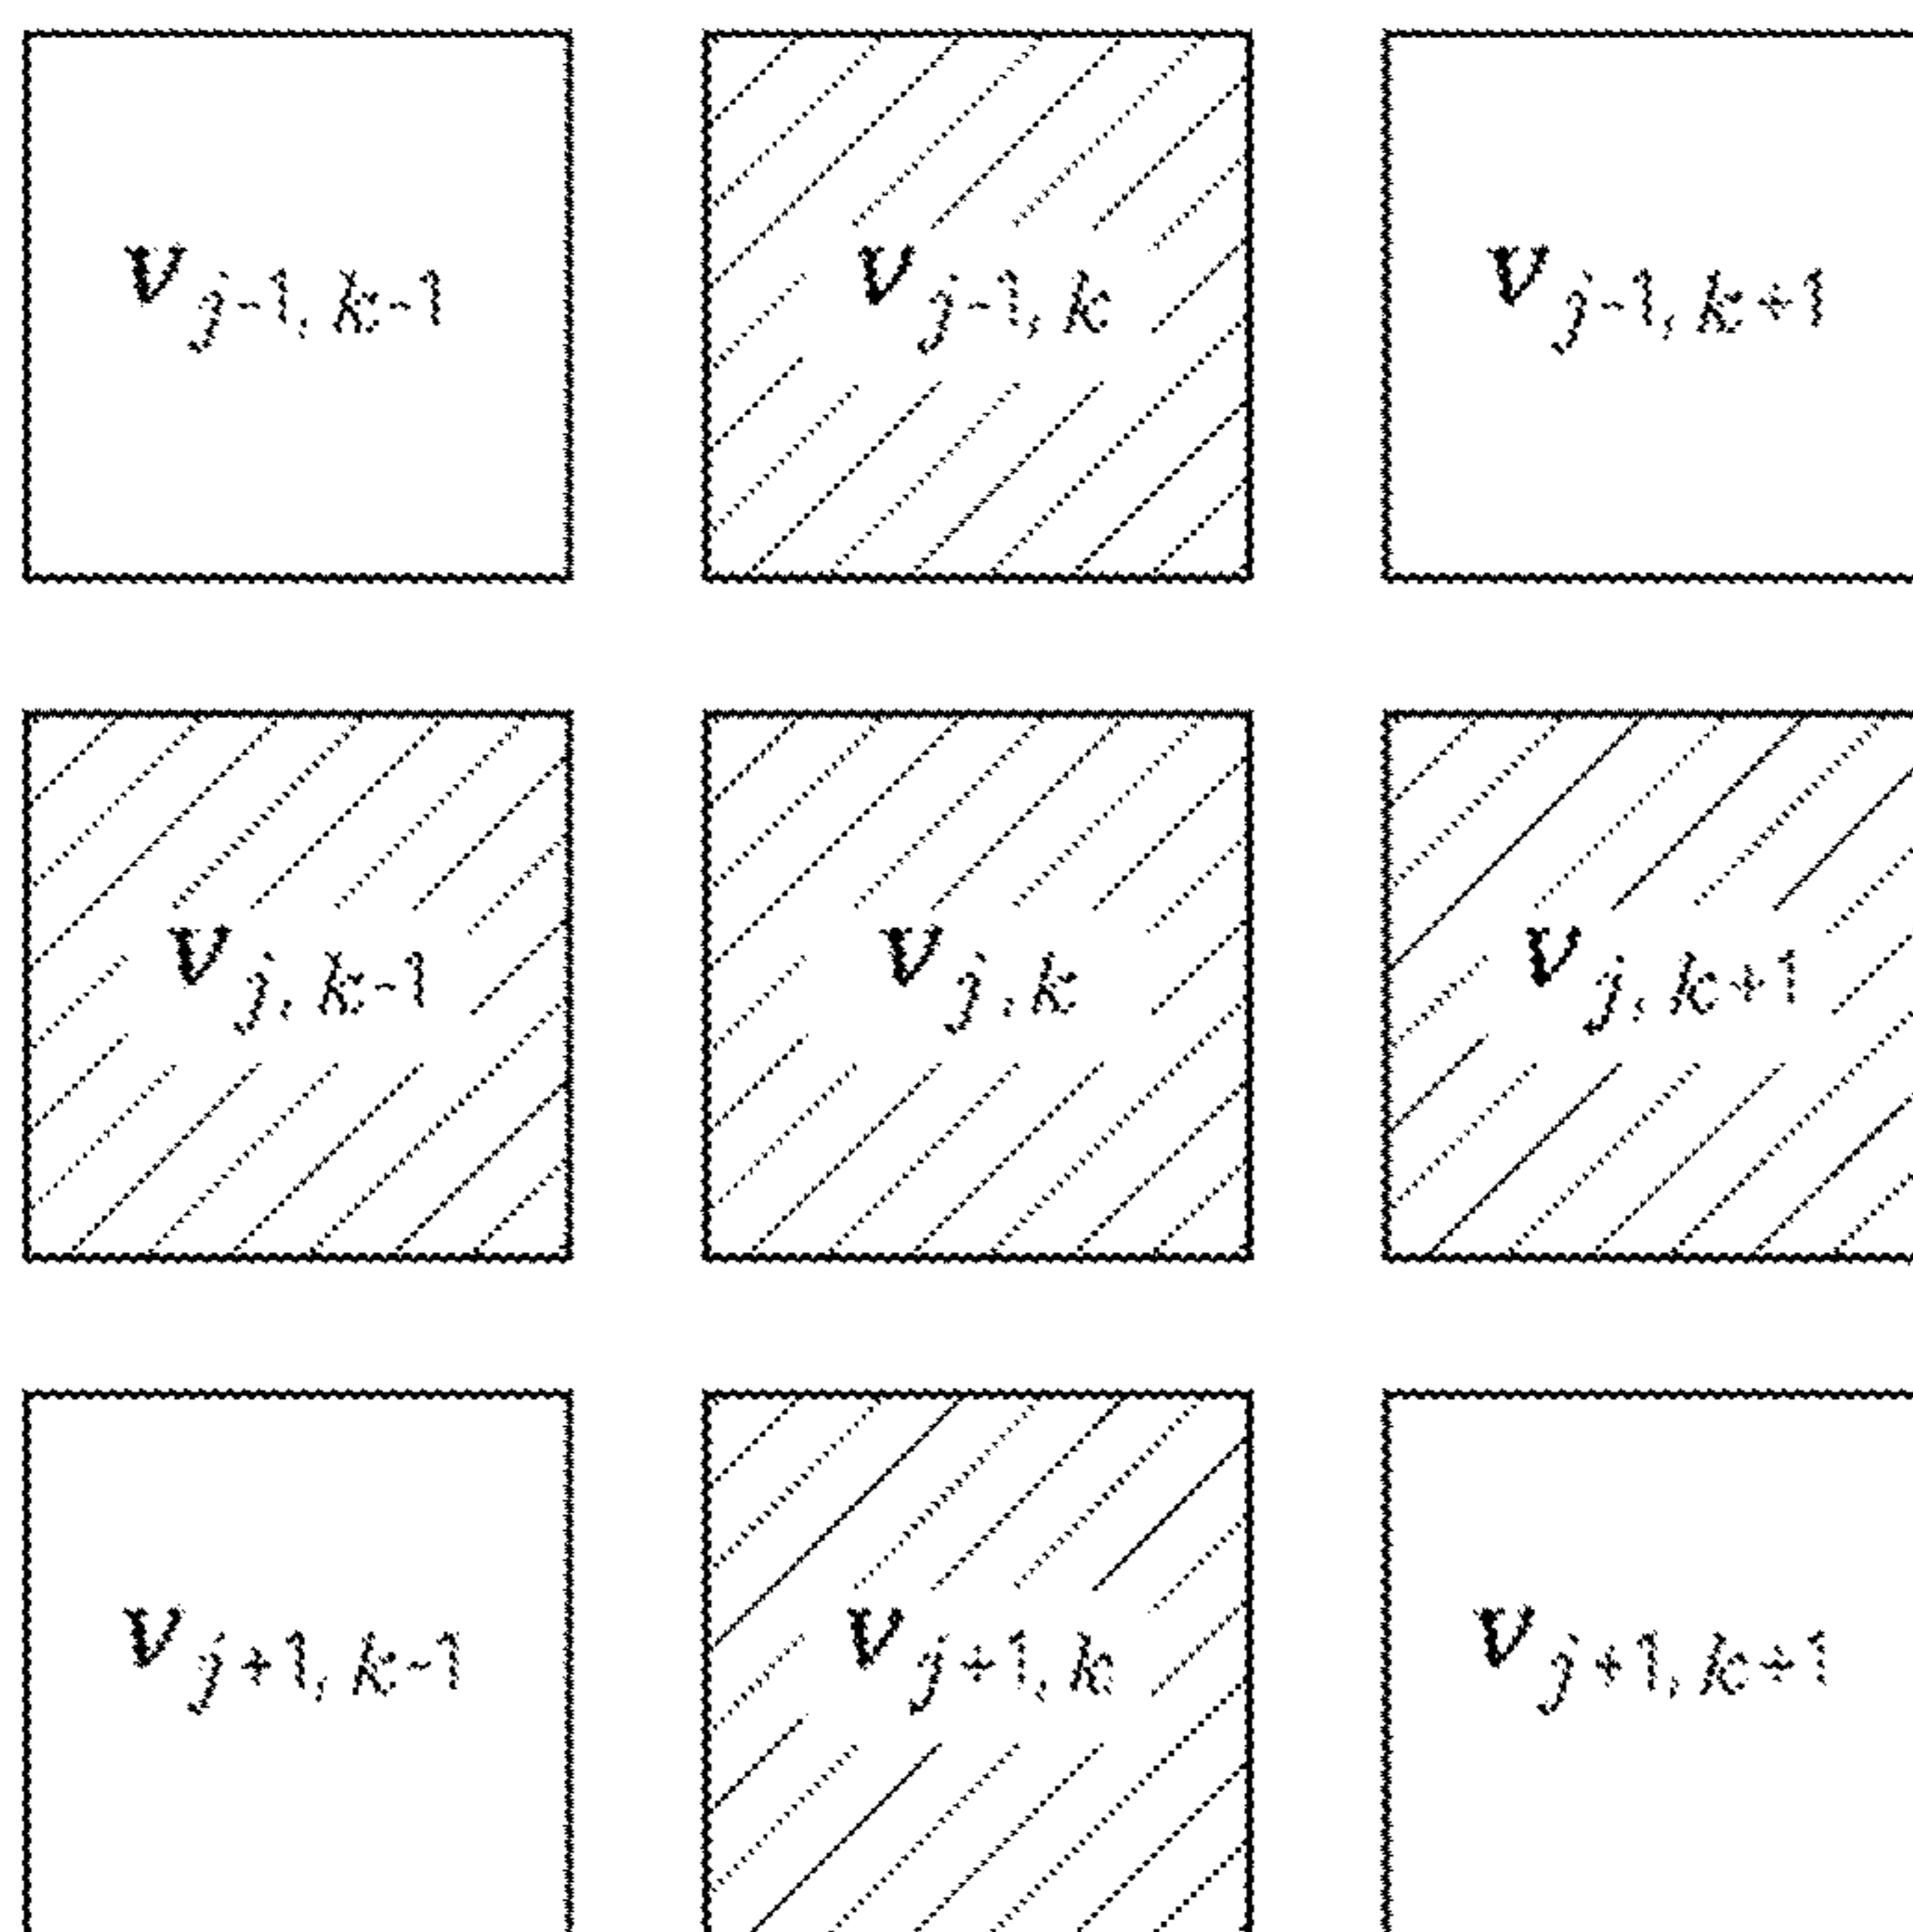 v j-1, k-1 v j-1, k v j-1, k+1
v j, k-1 v j, k v j, k+1
v j+1, k-1 v j+1, k v j+1, k+1